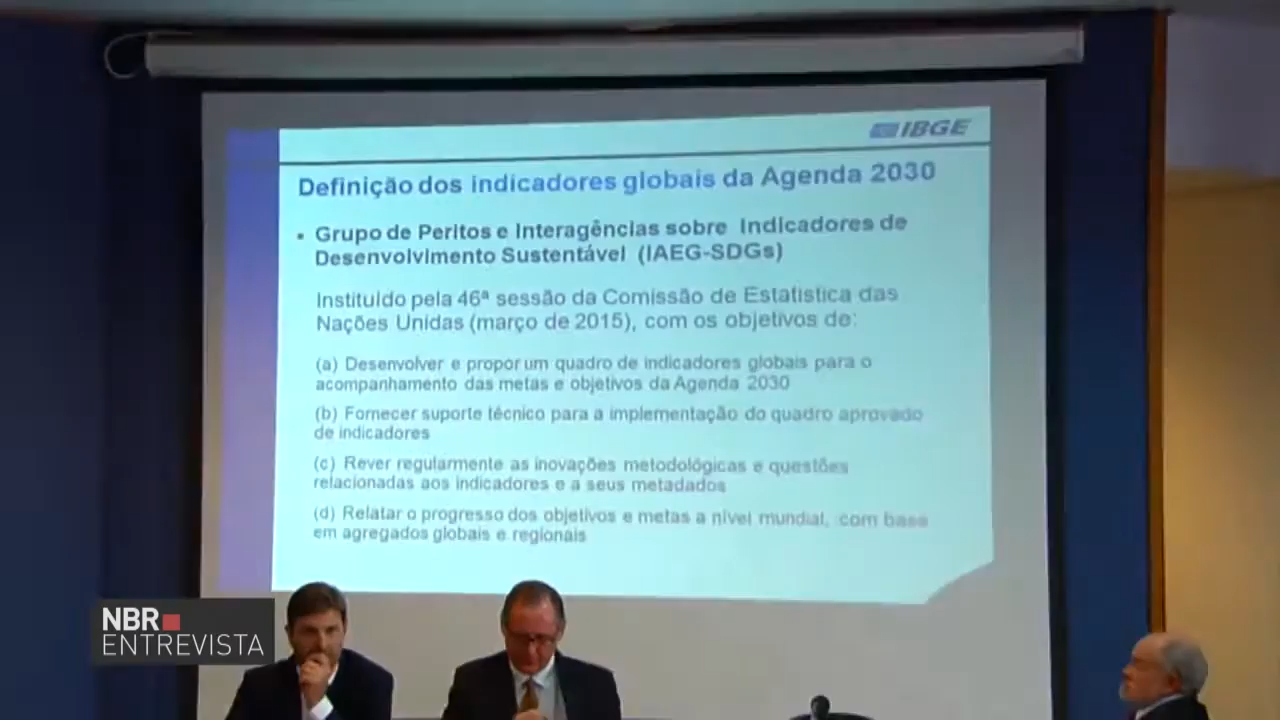 IBGE
Definição dos indicadores globais da Agenda 2030
▪ Grupo de Peritos e Interagências sobre Indicadores de
Desenvolvimento Sustentável (IAEG-SDGs)
Instituído pela 46ª sessão da Comissão de Estatística das
Nações Unidas (março de 2015), com os objetivos de:
(a) Desenvolver e propor um quadro de indicadores globais para o
acompanhamento das metas e objetivos da Agenda 2030
(b) Fornecer suporte técnico para a implementação do quadro aprovado
de indicadores
(c) Rever regularmente as inovações metodológicas e questões
relacionadas aos indicadores e a seus metadados
(d) Relatar o progresso dos objetivos e metas a nível mundial, com base
em agregados globais e regionais
NBR
ENTREVISTA